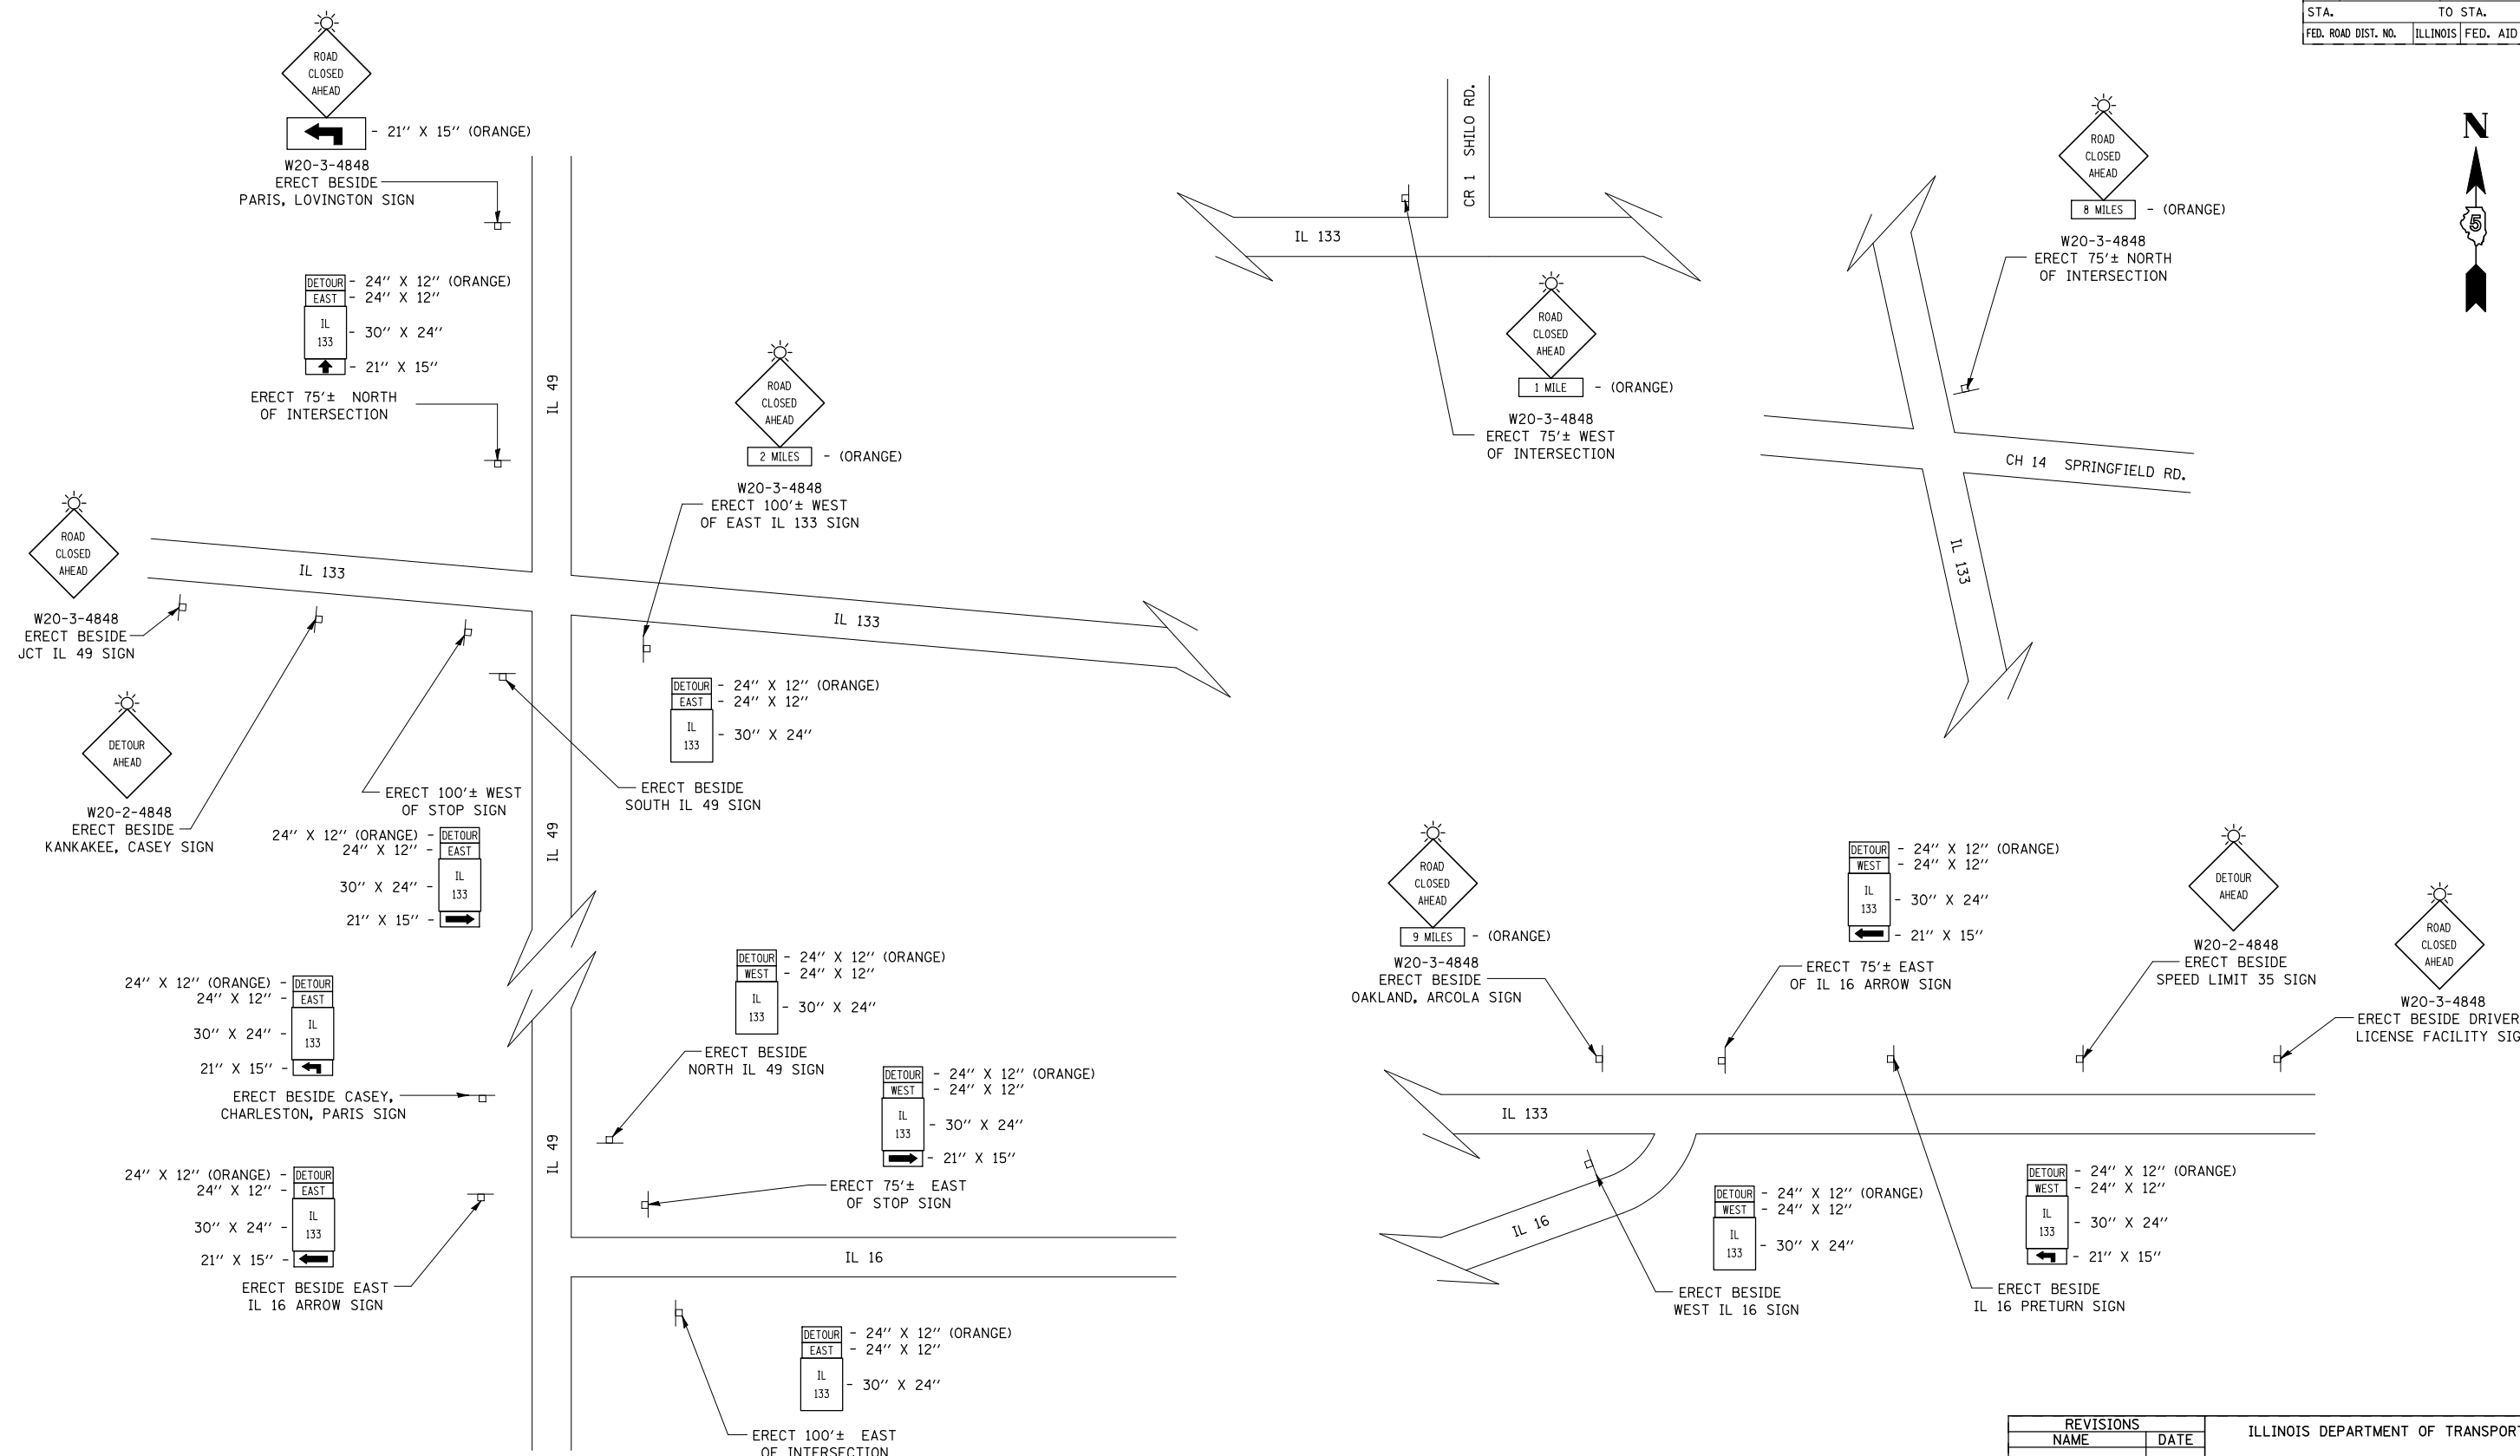 STA. TO STA.
FED. ROAD DIST. NO. ILLINOIS FED. AID
N
5
ROAD
CLOSED
AHEAD
- 21" X 15" (ORANGE)
W20-3-4848
ERECT BESIDE
PARIS, LOVINGTON SIGN
DETOUR - 24" X 12" (ORANGE)
EAST - 24" X 12"
IL
133
- 30" X 24"
- 21" X 15"
ERECT 75'± NORTH
OF INTERSECTION
IL 49
ROAD
CLOSED
AHEAD
2 MILES - (ORANGE)
W20-3-4848
ERECT 100'± WEST
OF EAST IL 133 SIGN
ROAD
CLOSED
AHEAD
W20-3-4848
ERECT BESIDE
JCT IL 49 SIGN
IL 133
IL 133
DETOUR
AHEAD
W20-2-4848
ERECT BESIDE
KANKAKEE, CASEY SIGN
ERECT 100'± WEST
OF STOP SIGN
24" X 12" (ORANGE) - DETOUR
24" X 12" - EAST
30" X 24" -
IL
133
21" X 15" -
DETOUR - 24" X 12" (ORANGE)
EAST - 24" X 12"
IL
133
- 30" X 24"
ERECT BESIDE
SOUTH IL 49 SIGN
IL 49
24" X 12" (ORANGE) - DETOUR
24" X 12" - EAST
30" X 24" -
IL
133
21" X 15" -
ERECT BESIDE CASEY,
CHARLESTON, PARIS SIGN
24" X 12" (ORANGE) - DETOUR
24" X 12" - EAST
30" X 24" -
IL
133
21" X 15" -
ERECT BESIDE EAST
IL 16 ARROW SIGN
IL 49
DETOUR - 24" X 12" (ORANGE)
WEST - 24" X 12"
IL
133
- 30" X 24"
ERECT BESIDE
NORTH IL 49 SIGN
DETOUR - 24" X 12" (ORANGE)
WEST - 24" X 12"
IL
133
- 30" X 24"
- 21" X 15"
ERECT 75'± EAST
OF STOP SIGN
IL 16
DETOUR - 24" X 12" (ORANGE)
EAST - 24" X 12"
IL
133
- 30" X 24"
ERECT 100'± EAST
OF INTERSECTION
CR 1 SHILO RD.
IL 133
ROAD
CLOSED
AHEAD
1 MILE - (ORANGE)
W20-3-4848
ERECT 75'± WEST
OF INTERSECTION
ROAD
CLOSED
AHEAD
8 MILES - (ORANGE)
W20-3-4848
ERECT 75'± NORTH
OF INTERSECTION
CH 14 SPRINGFIELD RD.
IL 133
ROAD
CLOSED
AHEAD
9 MILES - (ORANGE)
W20-3-4848
ERECT BESIDE
OAKLAND, ARCOLA SIGN
DETOUR - 24" X 12" (ORANGE)
WEST - 24" X 12"
IL
133
- 30" X 24"
- 21" X 15"
ERECT 75'± EAST
OF IL 16 ARROW SIGN
DETOUR
AHEAD
W20-2-4848
ERECT BESIDE
SPEED LIMIT 35 SIGN
ROAD
CLOSED
AHEAD
W20-3-4848
ERECT BESIDE DRIVER
LICENSE FACILITY SIG
IL 133
IL 16
DETOUR - 24" X 12" (ORANGE)
WEST - 24" X 12"
IL
133
- 30" X 24"
ERECT BESIDE
WEST IL 16 SIGN
DETOUR - 24" X 12" (ORANGE)
WEST - 24" X 12"
IL
133
- 30" X 24"
- 21" X 15"
ERECT BESIDE
IL 16 PRETURN SIGN
REVISIONS
NAME DATE
ILLINOIS DEPARTMENT OF TRANSPORT